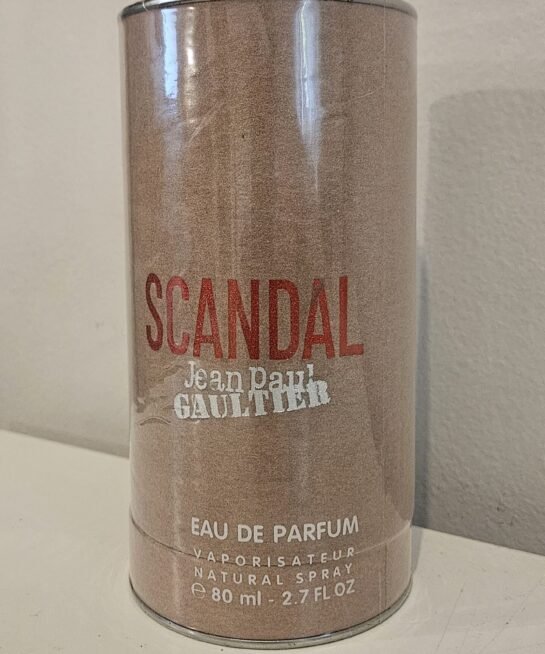 SCANDAL
Jean Paul
GAULTIER
EAU DE PARFUM
VAPORISATEUR
NATURAL SPRAY
℮ 80 ml - 2.7 FL OZ